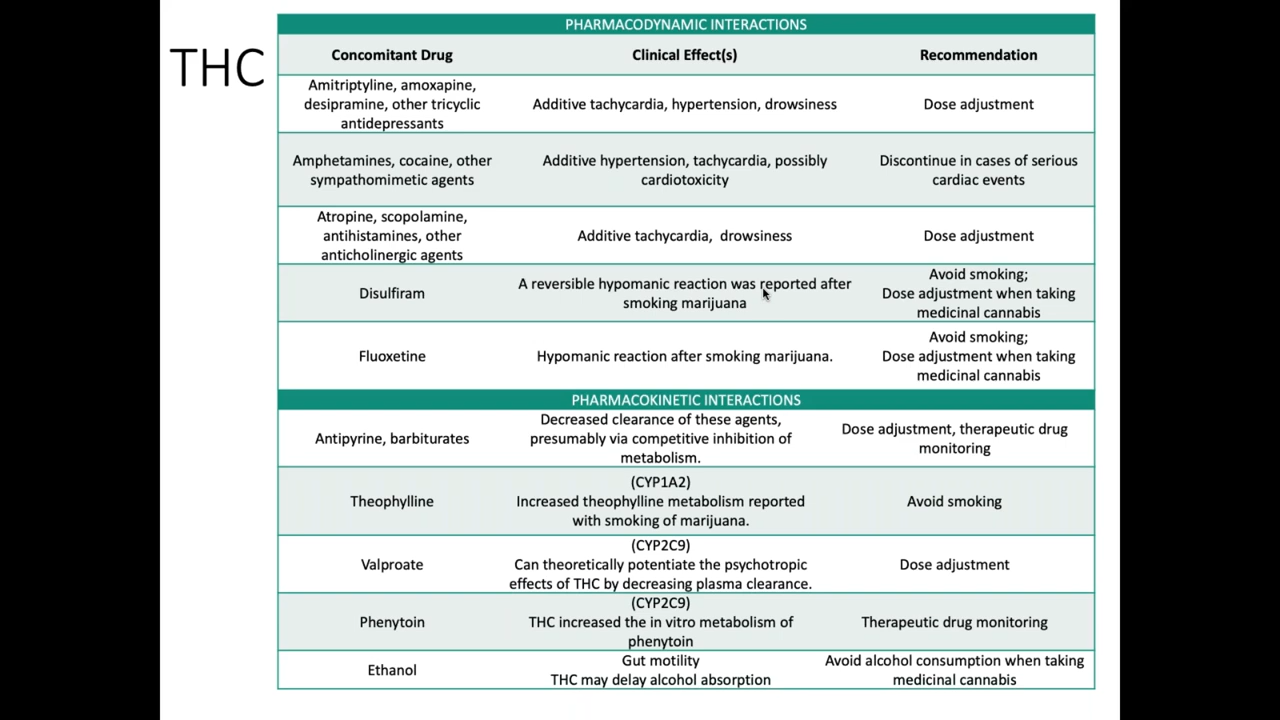 THC
PHARMACODYNAMIC INTERACTIONS
Concomitant Drug
Clinical Effect(s)
Recommendation
Amitriptyline, amoxapine,
desipramine, other tricyclic
antidepressants
Additive tachycardia, hypertension, drowsiness
Dose adjustment
Amphetamines, cocaine, other
sympathomimetic agents
Additive hypertension, tachycardia, possibly
cardiotoxicity
Discontinue in cases of serious
cardiac events
Atropine, scopolamine,
antihistamines, other
anticholinergic agents
Additive tachycardia, drowsiness
Dose adjustment
Disulfiram
A reversible hypomanic reaction was reported after
smoking marijuana
Avoid smoking;
Dose adjustment when taking
medicinal cannabis
Fluoxetine
Hypomanic reaction after smoking marijuana.
Avoid smoking;
Dose adjustment when taking
medicinal cannabis
PHARMACOKINETIC INTERACTIONS
Antipyrine, barbiturates
Decreased clearance of these agents,
presumably via competitive inhibition of
metabolism.
Dose adjustment, therapeutic drug
monitoring
Theophylline
(CYP1A2)
Increased theophylline metabolism reported
with smoking of marijuana.
Avoid smoking
Valproate
(CYP2C9)
Can theoretically potentiate the psychotropic
effects of THC by decreasing plasma clearance.
Dose adjustment
Phenytoin
(CYP2C9)
THC increased the in vitro metabolism of
phenytoin
Therapeutic drug monitoring
Ethanol
Gut motility
THC may delay alcohol absorption
Avoid alcohol consumption when taking
medicinal cannabis